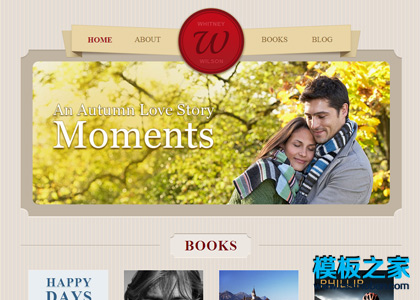 WHITNEY
HOME ABOUT W BOOKS BLOG
WILSON
An Autumn Love Story
Moments
BOOKS
HAPPY
DAYS
PHILLIP
模板之家
.com